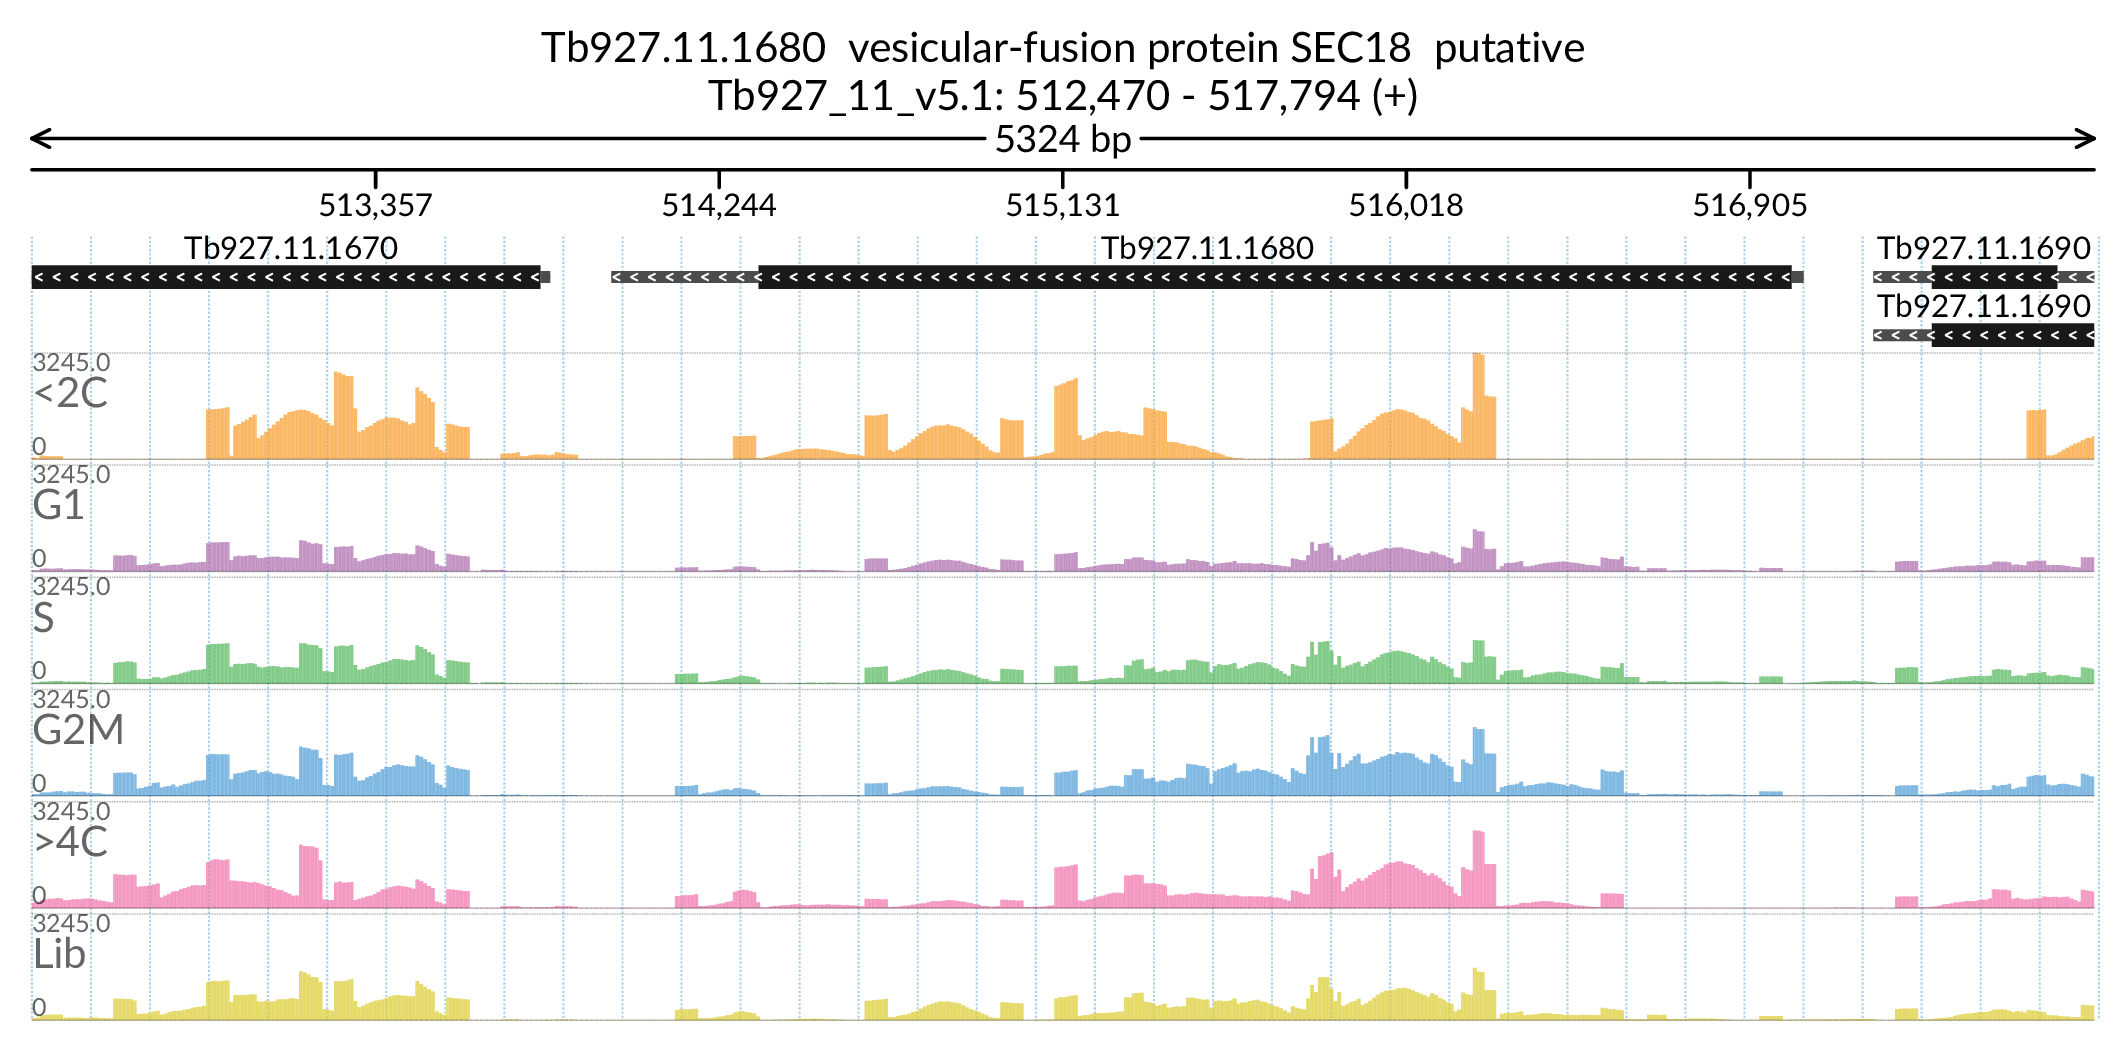 Tb927.11.1680 vesicular-fusion protein SEC18 putative
Tb927_11_v5.1: 512,470 - 517,794 (+)
5324 bp
513,357 514,244 515,131 516,018 516,905
Tb927.11.1670 Tb927.11.1680 Tb927.11.1690
Tb927.11.1690
3245.0
<2C
0
3245.0
G1
0
3245.0
S
0
3245.0
G2M
0
3245.0
>4C
0
3245.0
Lib
0